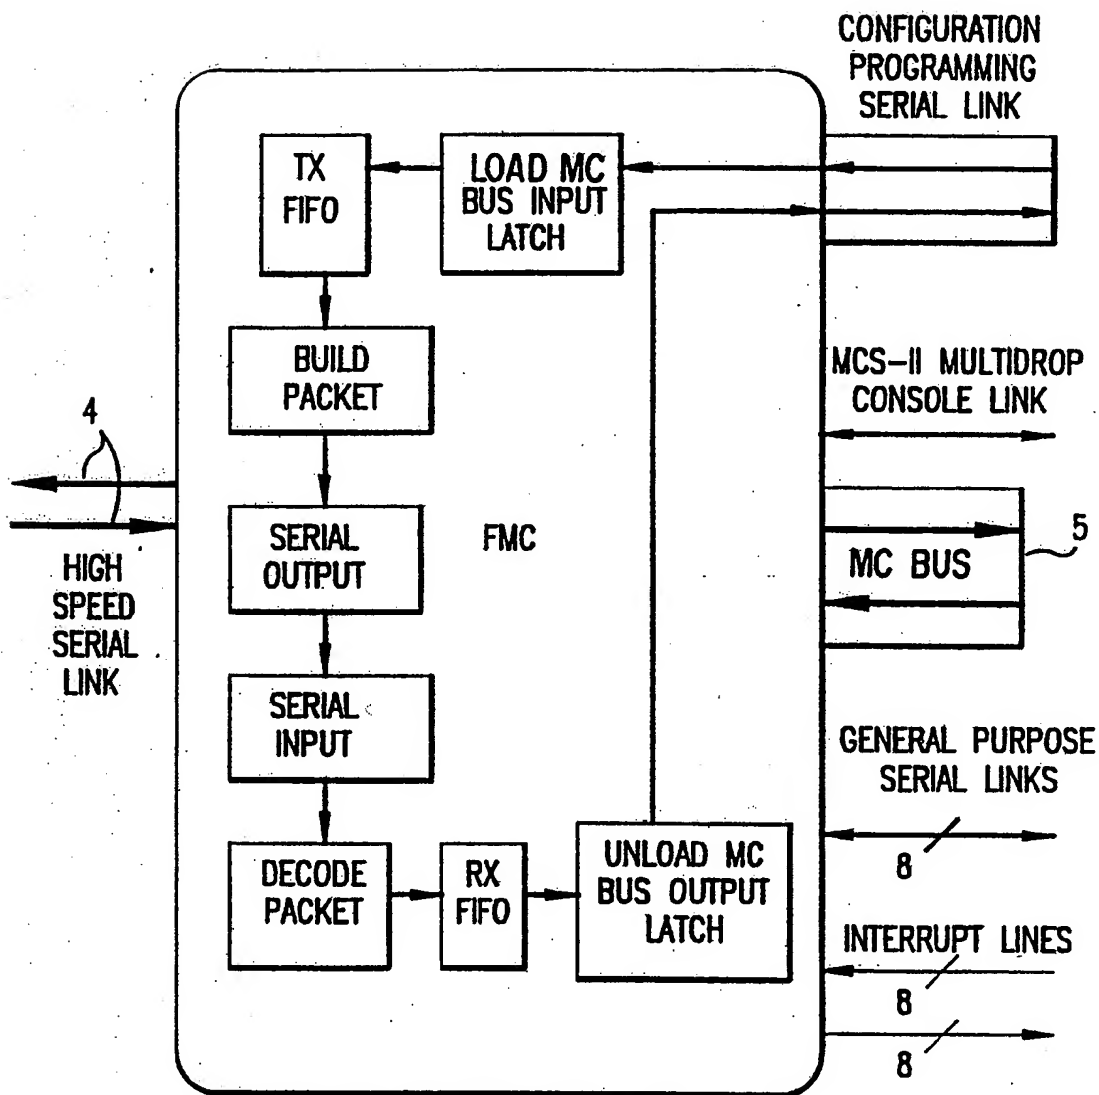 CONFIGURATION
PROGRAMMING
SERIAL LINK
TX
FIFO
LOAD MC
BUS INPUT
LATCH
BUILD
PACKET
MCS-II MULTIDROP
CONSOLE LINK
4
SERIAL
OUTPUT
FMC
MC BUS
5
HIGH
SPEED
SERIAL
LINK
SERIAL
INPUT
GENERAL PURPOSE
SERIAL LINKS
8
DECODE
PACKET
RX
FIFO
UNLOAD MC
BUS OUTPUT
LATCH
INTERRUPT LINES
8
8